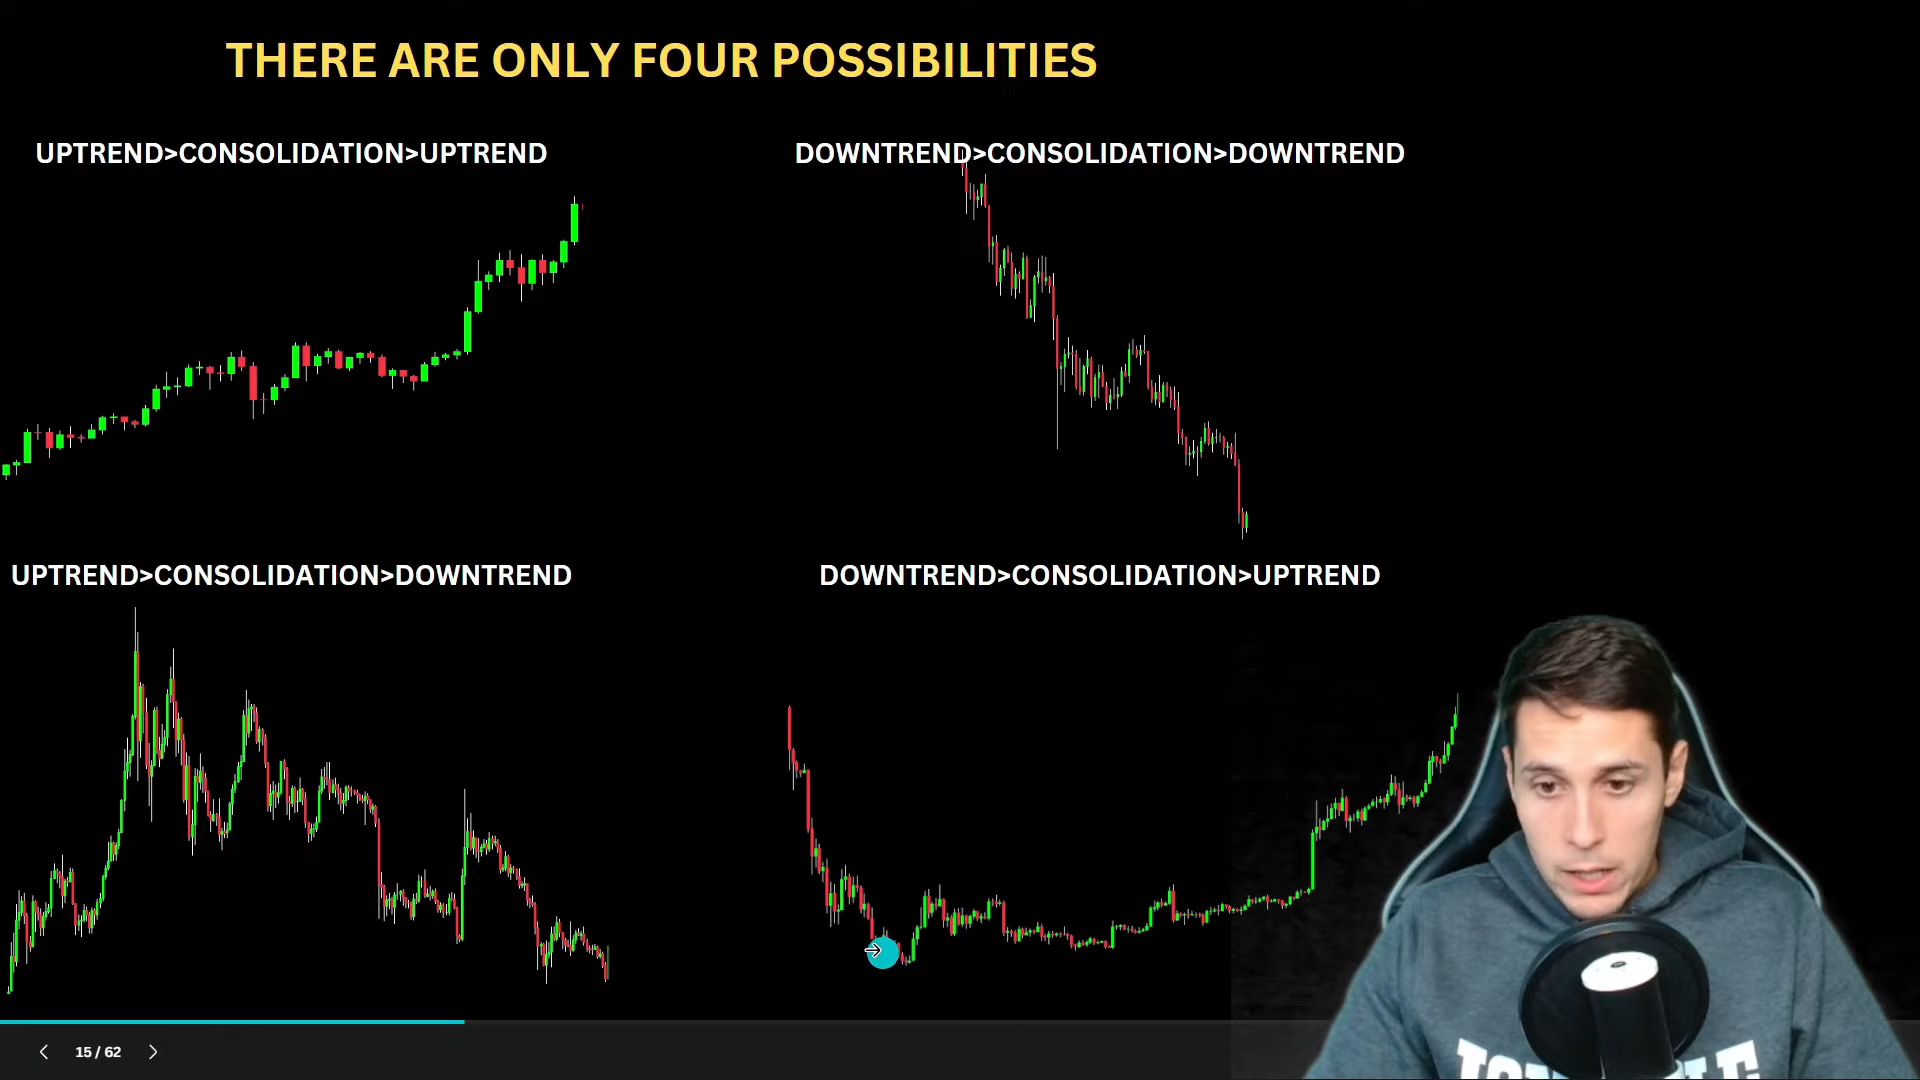 THERE ARE ONLY FOUR POSSIBILITIES
UPTREND>CONSOLIDATION>UPTREND
DOWNTREND>CONSOLIDATION>DOWNTREND
UPTREND>CONSOLIDATION>DOWNTREND
DOWNTREND>CONSOLIDATION>UPTREND
15 / 62